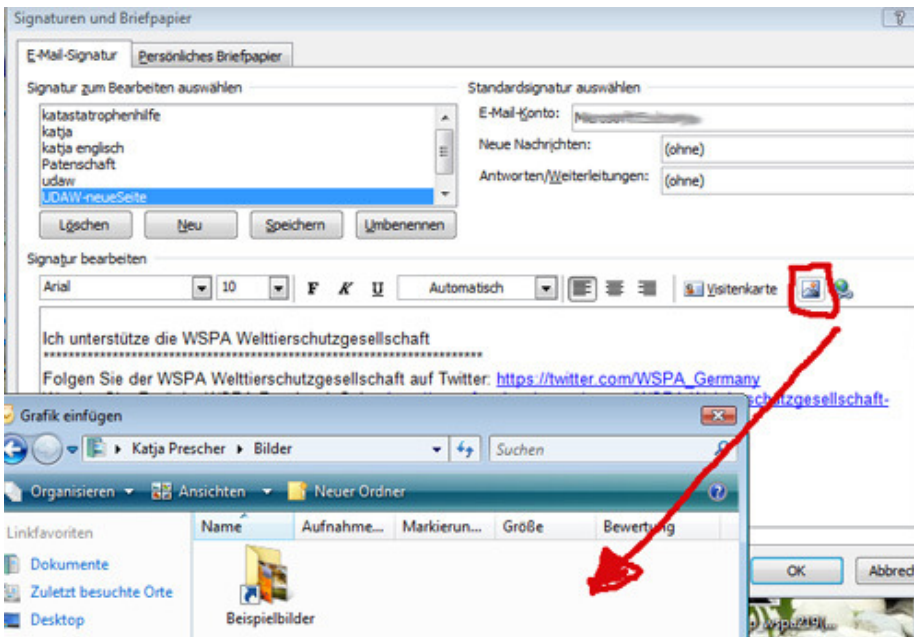 Signaturen und Briefpapier
E-Mail-Signatur Persönliches Briefpapier
Signatur zum Bearbeiten auswählen
katastatrophenhilfe
katja
katja englisch
Patenschaft
udaw
UDAW-neueSeite
Löschen Neu Speichern Umbenennen
Standardsignatur auswählen
E-Mail-Konto:
Neue Nachrichten: (ohne)
Antworten/Weiterleitungen: (ohne)
Signatur bearbeiten
Arial 10 F K U Automatisch Visitenkarte
Ich unterstütze die WSPA Welttierschutzgesellschaft
***********************************************************************
Folgen Sie der WSPA Welttierschutzgesellschaft auf Twitter: https://twitter.com/WSPA_Germany
schutzgesellschaft-
Grafik einfügen
Katja Prescher Bilder Suchen
Organisieren Ansichten Neuer Ordner
Linkfavoriten
Dokumente
Zuletzt besuchte Orte
Desktop
Name Aufnahme... Markierun... Größe Bewertung
Beispielbilder
OK Abbrec